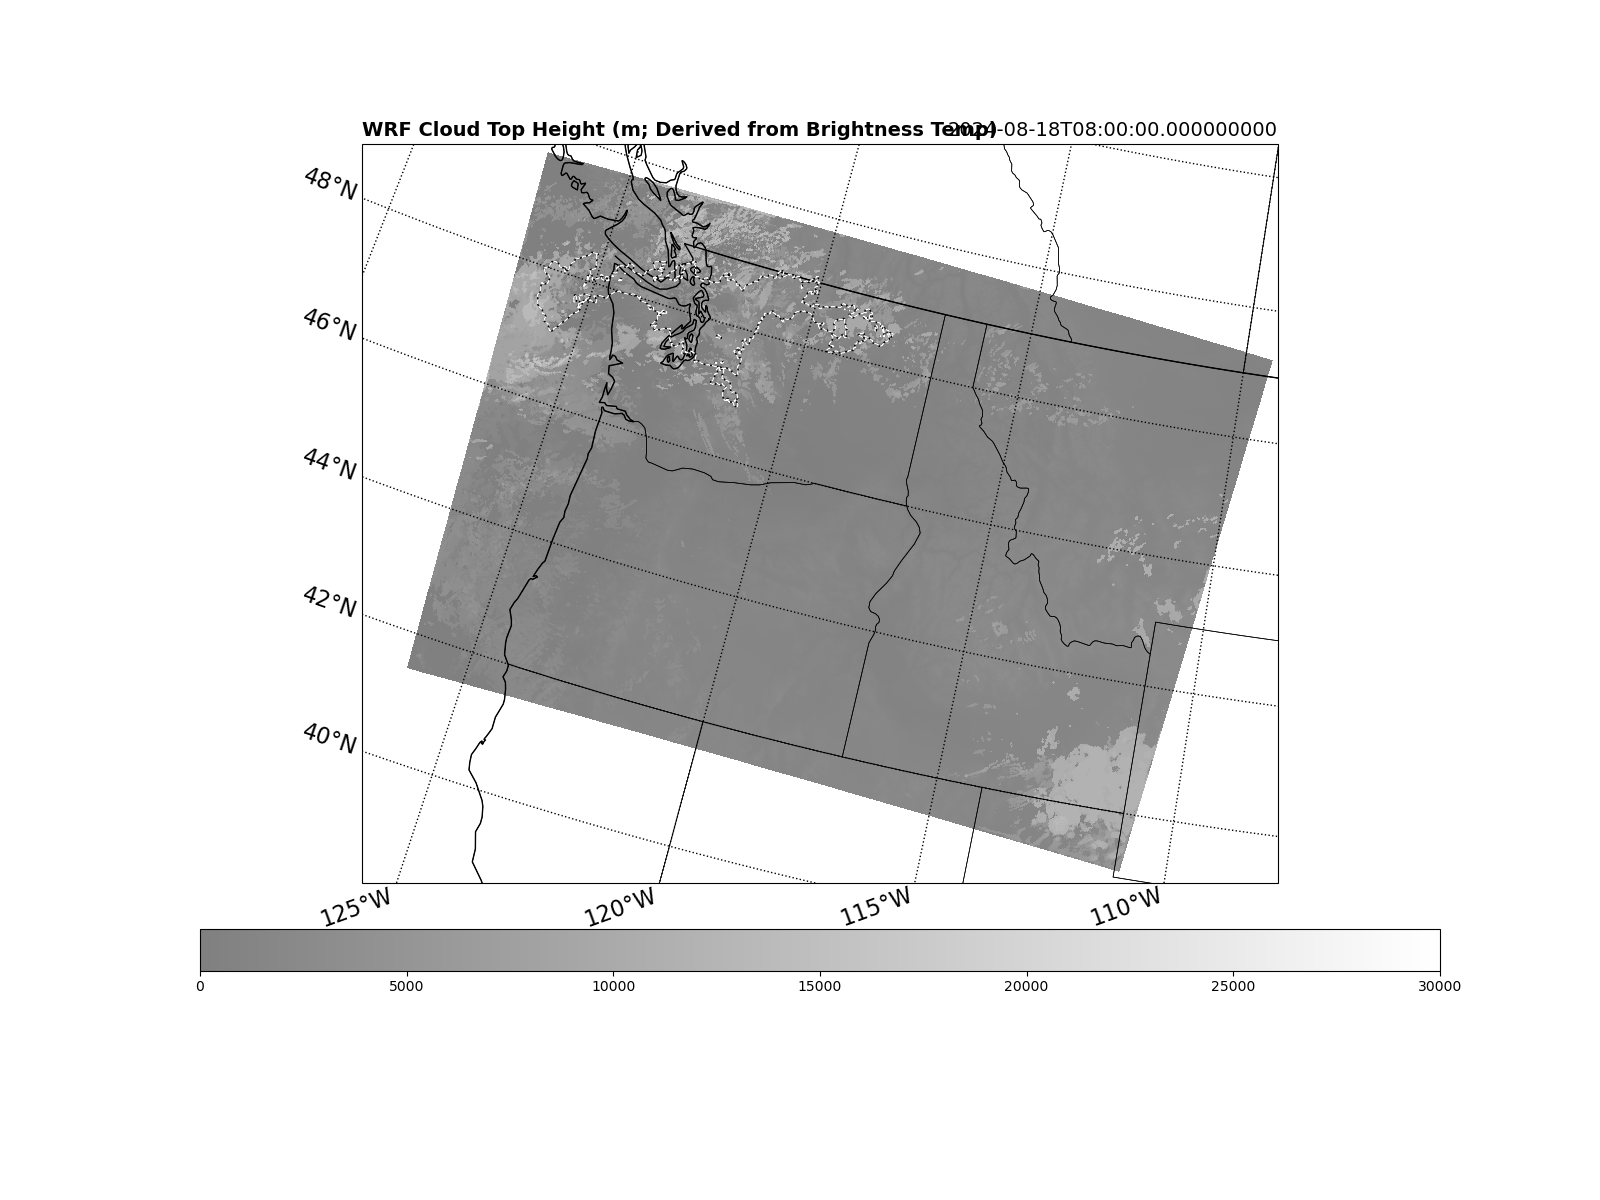 WRF Cloud Top Height (m; Derived from Brightness Temp) 2024-08-18T08:00:00.000000000
48°N
46°N
44°N
42°N
40°N
125°W 120°W 115°W 110°W
0 5000 10000 15000 20000 25000 30000